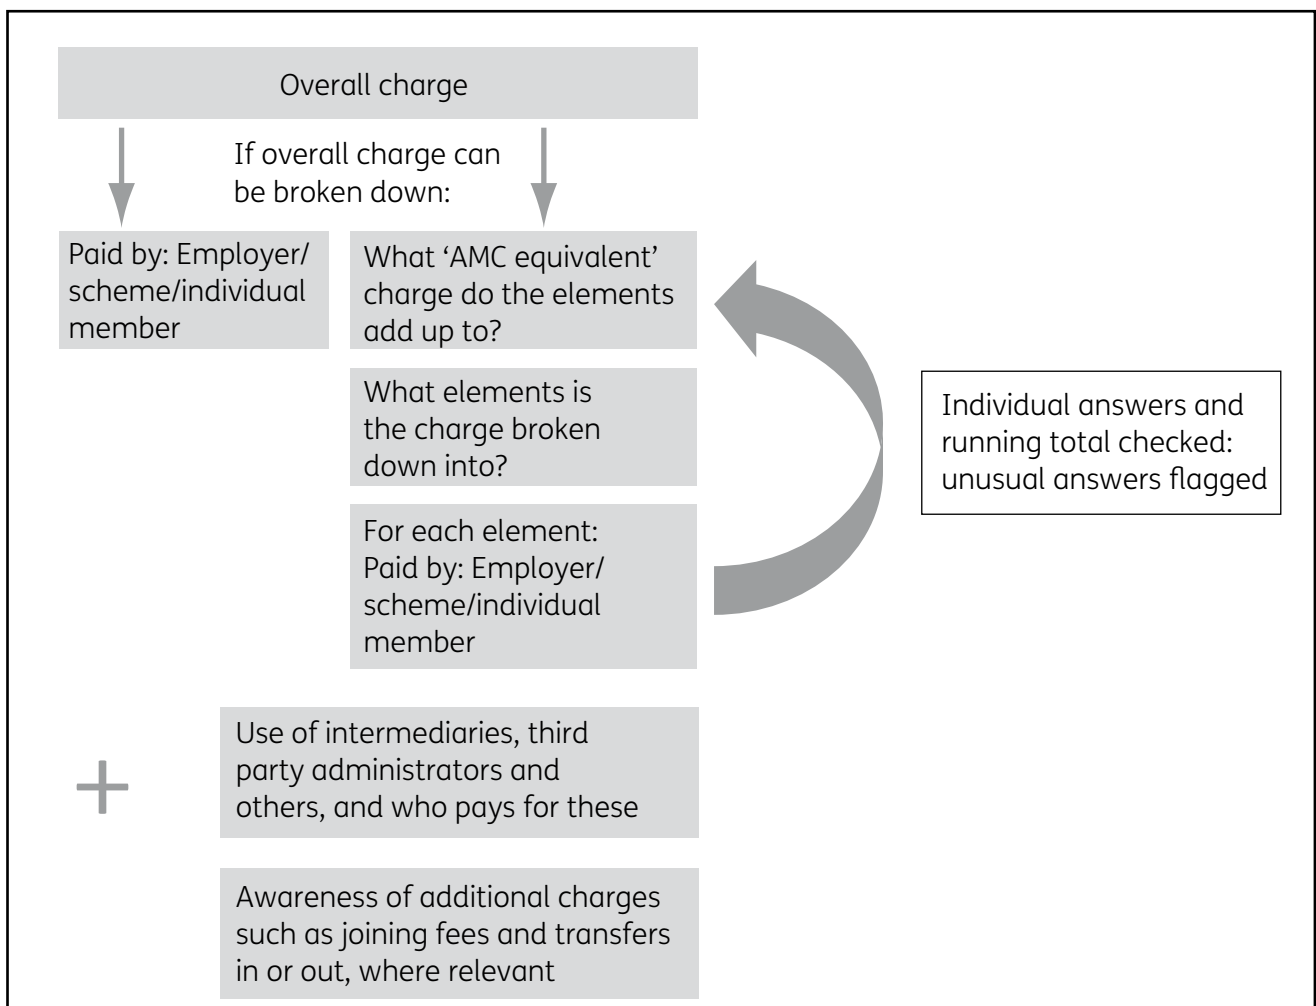 Overall charge
If overall charge can
be broken down:
Paid by: Employer/
scheme/individual
member
What ‘AMC equivalent’
charge do the elements
add up to?
What elements is
the charge broken
down into?
For each element:
Paid by: Employer/
scheme/individual
member
Individual answers and
running total checked:
unusual answers flagged
+
Use of intermediaries, third
party administrators and
others, and who pays for these
Awareness of additional charges
such as joining fees and transfers
in or out, where relevant